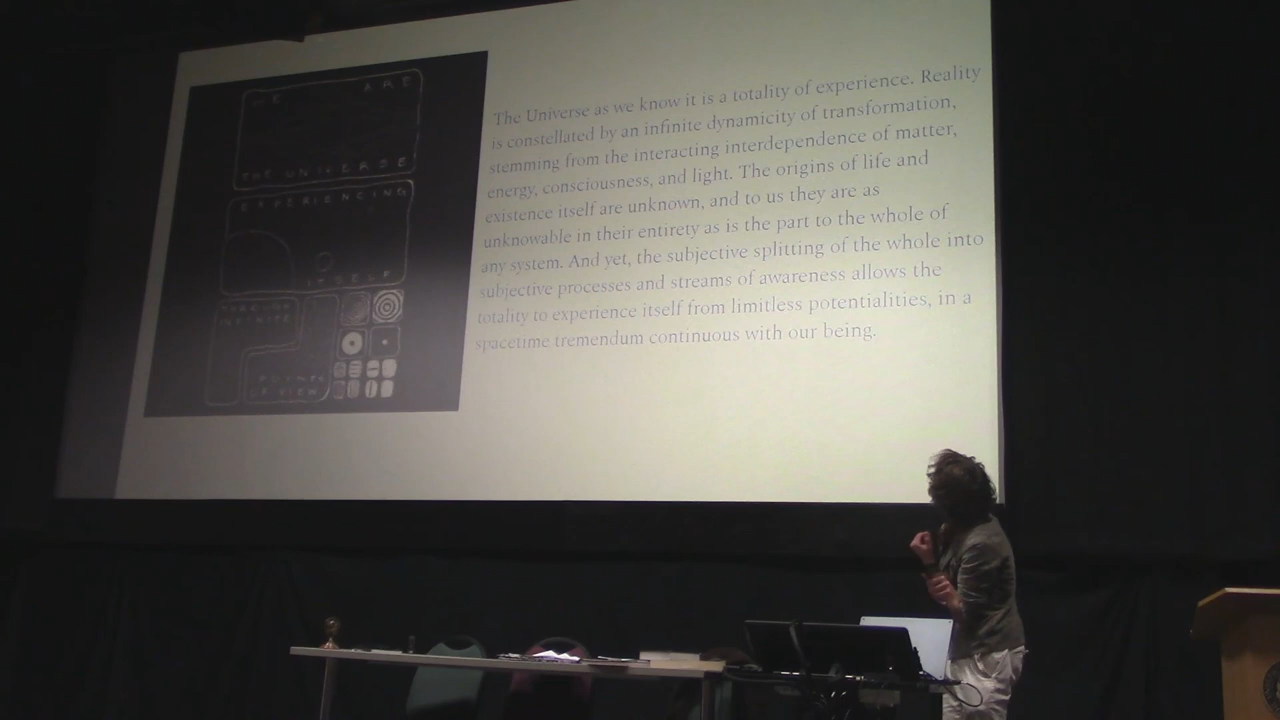 WE ARE
THE UNIVERSE
EXPERIENCING
ITSELF
INFINITE
POINTS
OF VIEW
The Universe as we know it is a totality of experience. Reality
is constellated by an infinite dynamicity of transformation,
stemming from the interacting interdependence of matter,
energy, consciousness, and light. The origins of life and
existence itself are unknown, and to us they are as
unknowable in their entirety as is the part to the whole of
any system. And yet, the subjective splitting of the whole into
subjective processes and streams of awareness allows the
totality to experience itself from limitless potentialities, in a
spacetime tremendum continuous with our being.